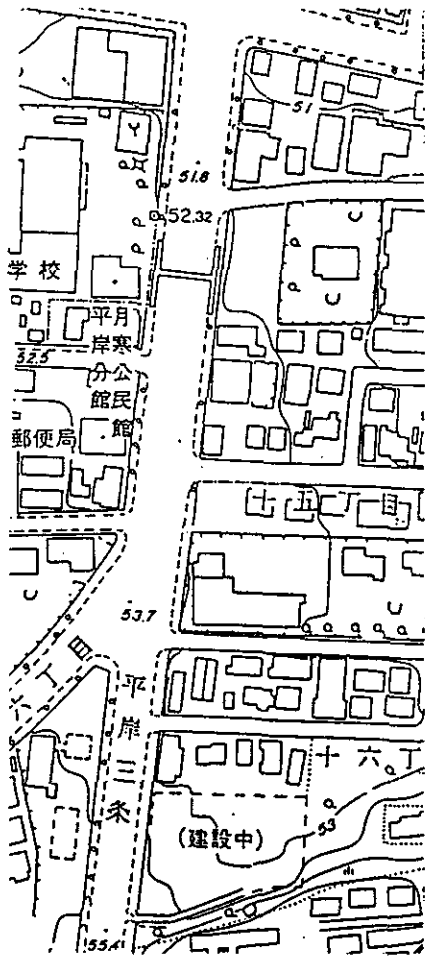 51
51.8
52.32
学校
月寒公民館
平岸分館
52.5
郵便局
十五丁目
53.7
六丁
平岸三条
十六丁
(建設中)
53
55.4